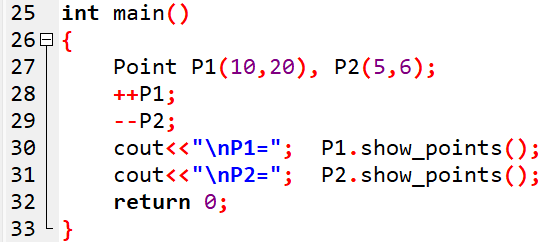 25 int main()
26 {
27     Point P1(10,20), P2(5,6);
28     ++P1;
29     --P2;
30     cout<<"\nP1=";  P1.show_points();
31     cout<<"\nP2=";  P2.show_points();
32     return 0;
33 }